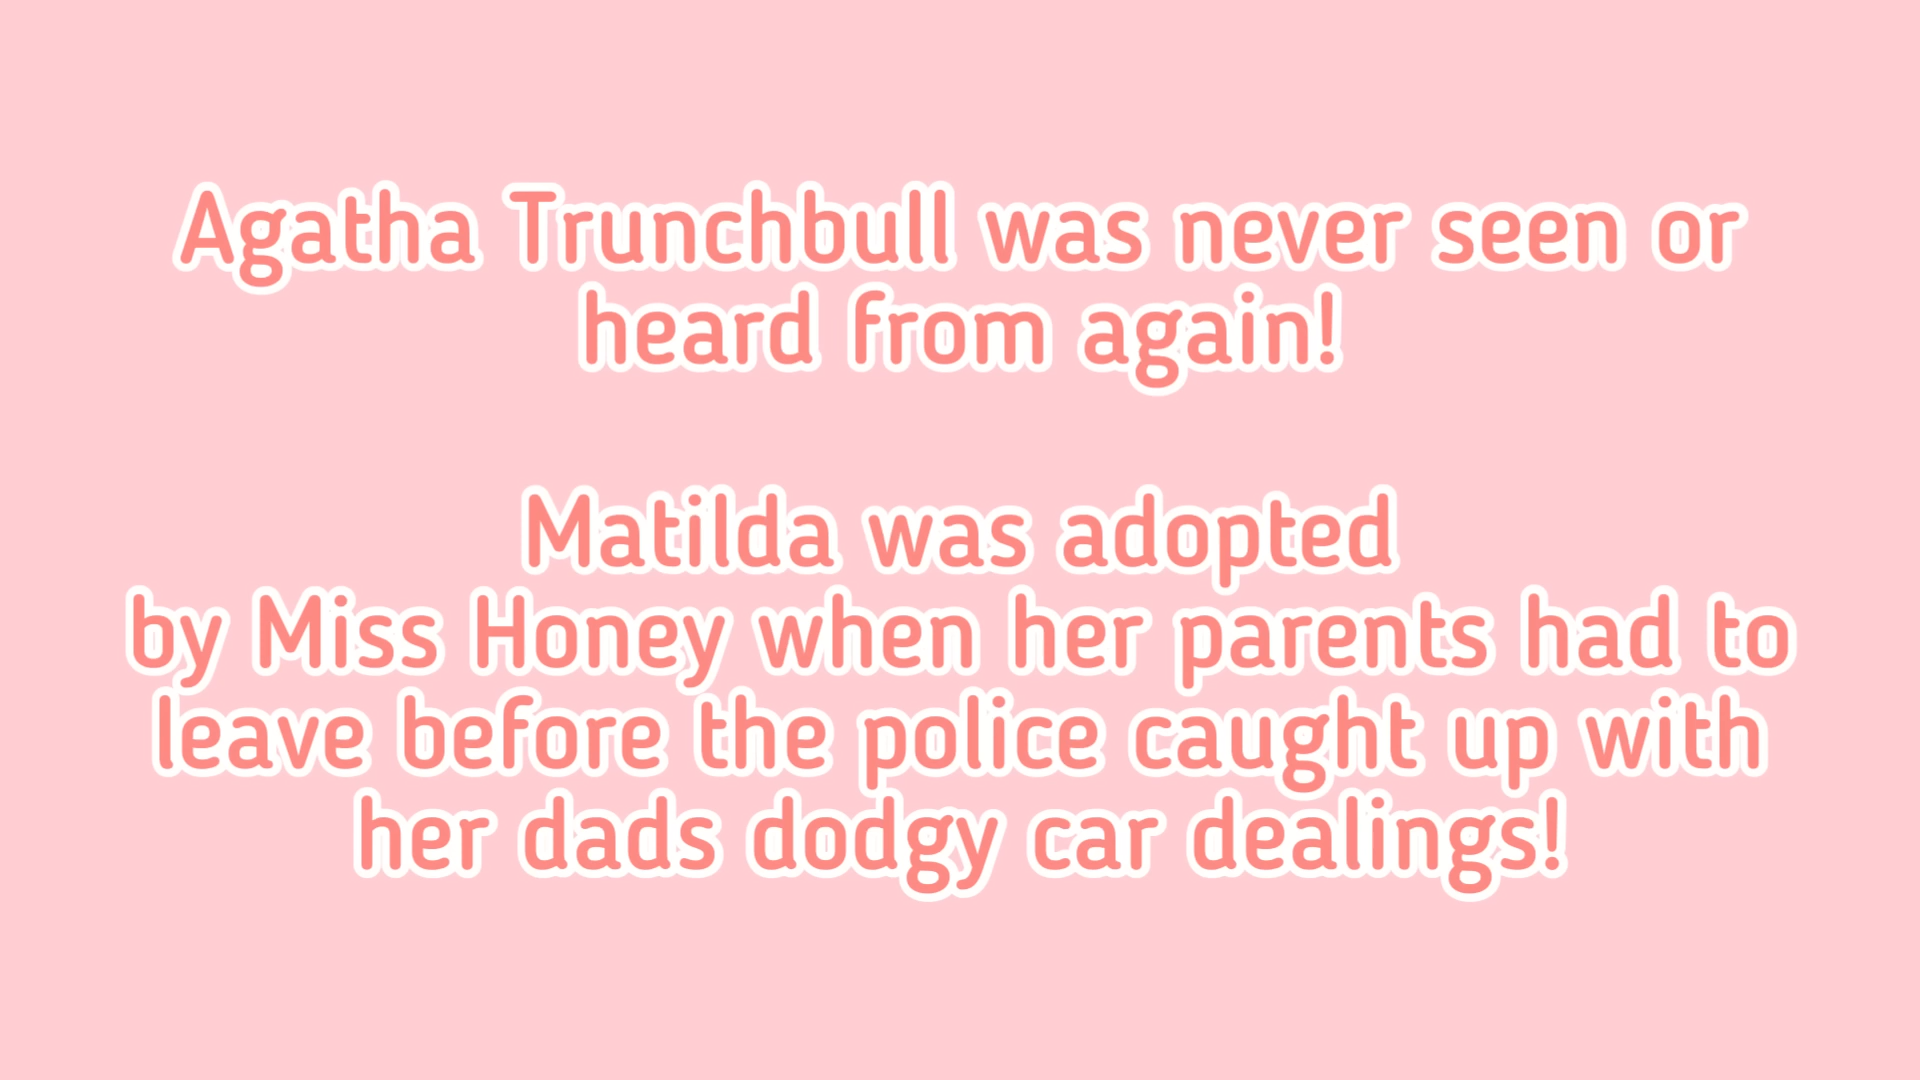 Agatha Trunchbull was never seen or
heard from again!
Matilda was adopted
by Miss Honey when her parents had to
leave before the police caught up with
her dads dodgy car dealings!